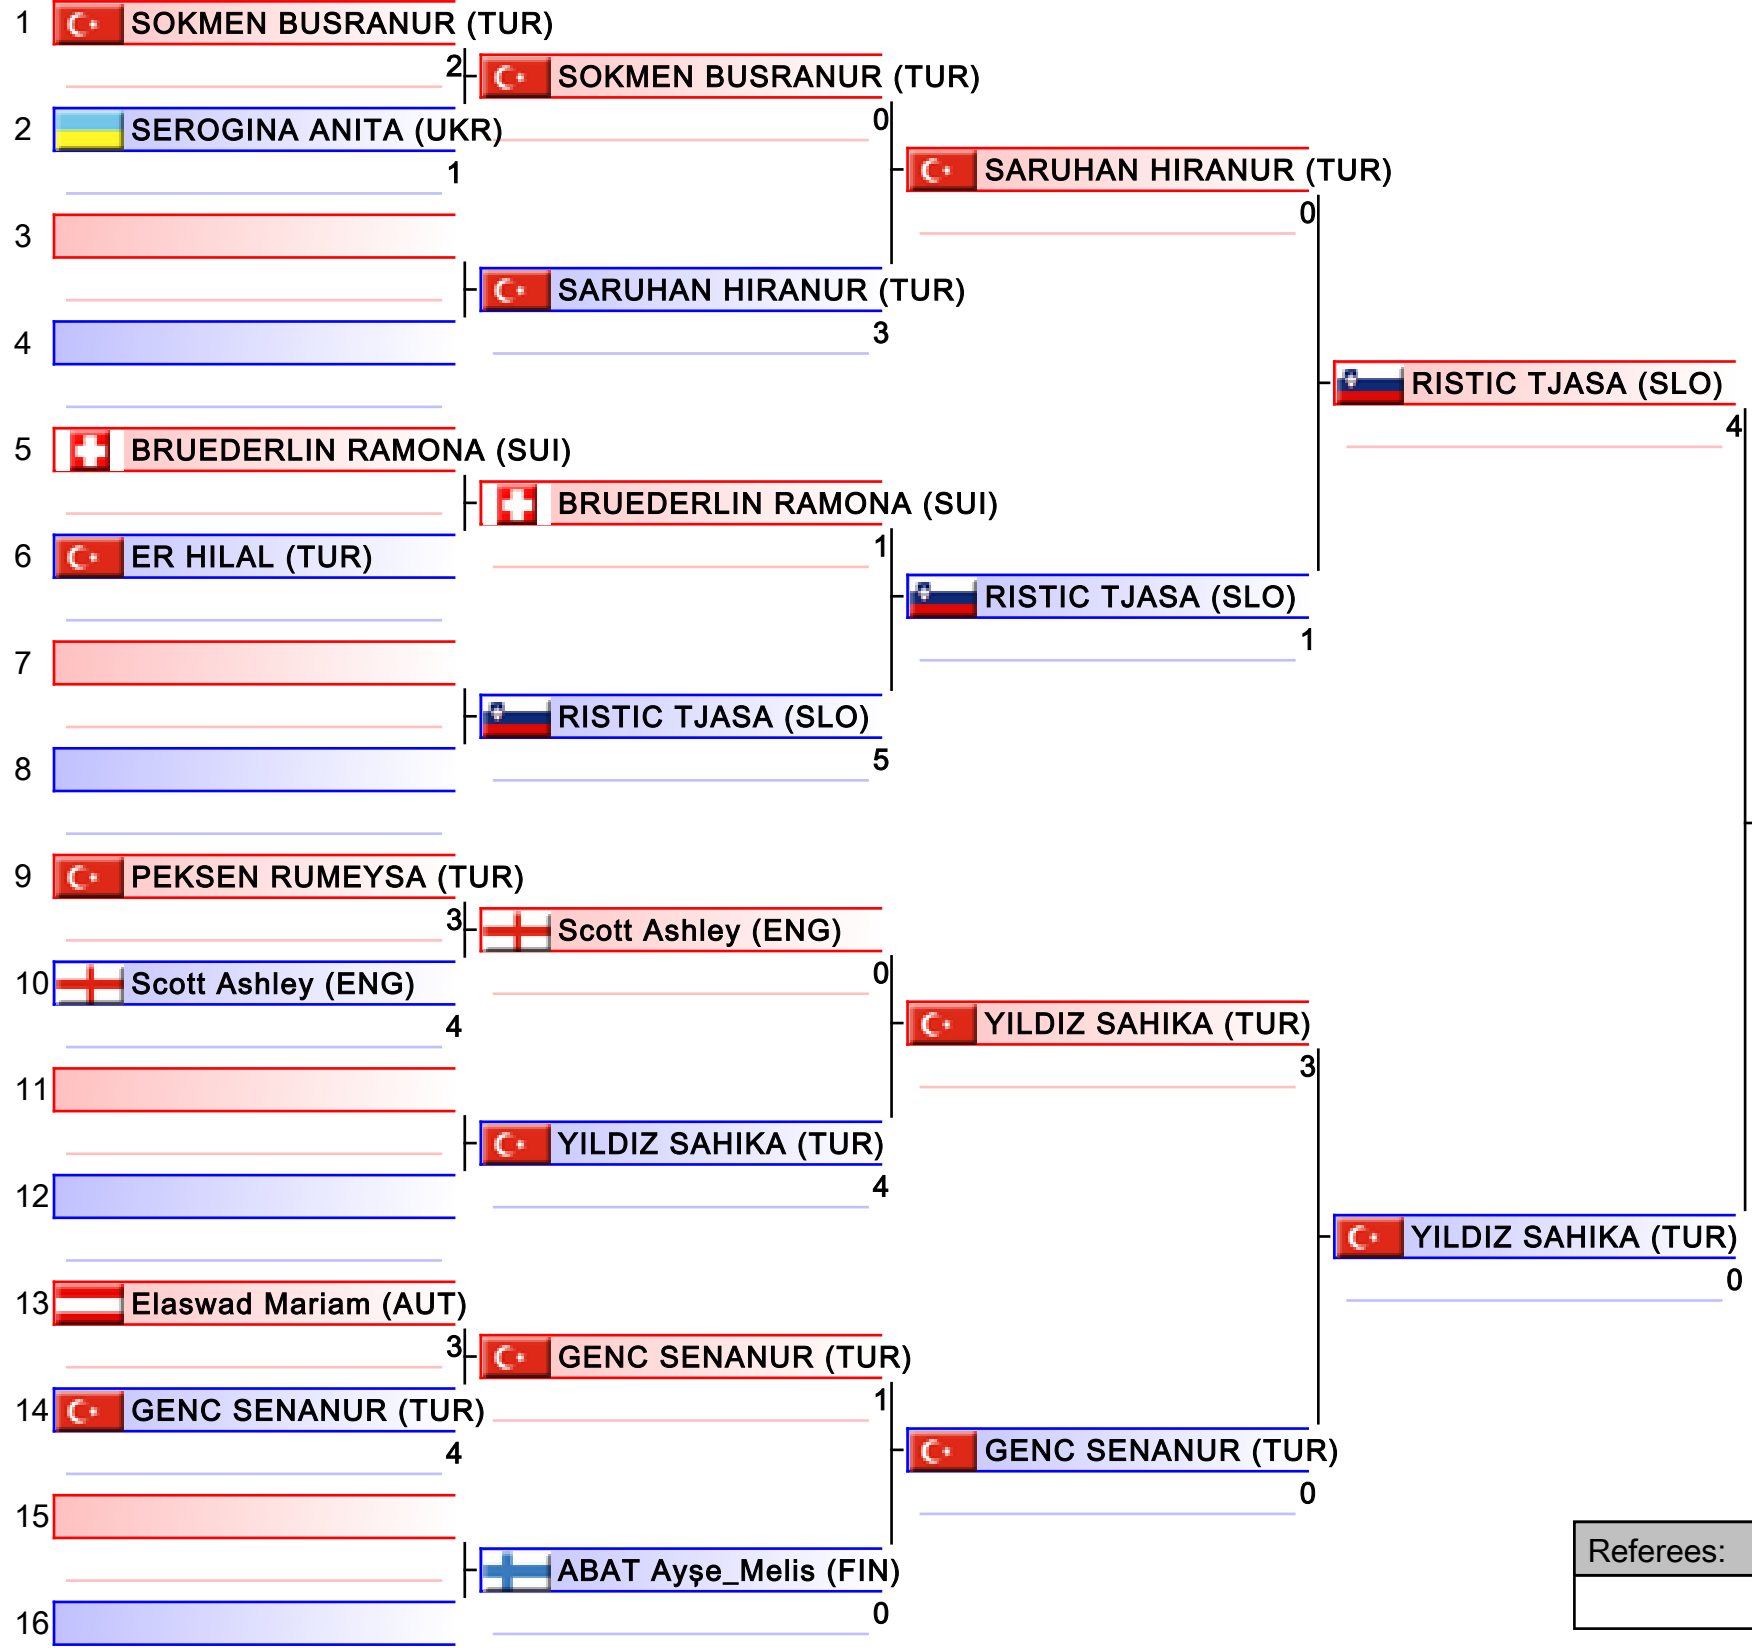 1 SOKMEN BUSRANUR (TUR)
2 SOKMEN BUSRANUR (TUR)
2 SEROGINA ANITA (UKR) 0
1 SARUHAN HIRANUR (TUR)
3 0
SARUHAN HIRANUR (TUR)
4 3
RISTIC TJASA (SLO)
4
5 BRUEDERLIN RAMONA (SUI)
BRUEDERLIN RAMONA (SUI)
6 ER HILAL (TUR) 1
RISTIC TJASA (SLO)
7 1
RISTIC TJASA (SLO)
8 5
9 PEKSEN RUMEYSA (TUR)
3 Scott Ashley (ENG)
10 Scott Ashley (ENG) 0
4 YILDIZ SAHIKA (TUR)
11 3
YILDIZ SAHIKA (TUR)
12 4
YILDIZ SAHIKA (TUR)
0
13 Elaswad Mariam (AUT)
3 GENC SENANUR (TUR)
14 GENC SENANUR (TUR) 1
4 GENC SENANUR (TUR)
15 0
Referees:
ABAT Ayşe_Melis (FIN)
16 0